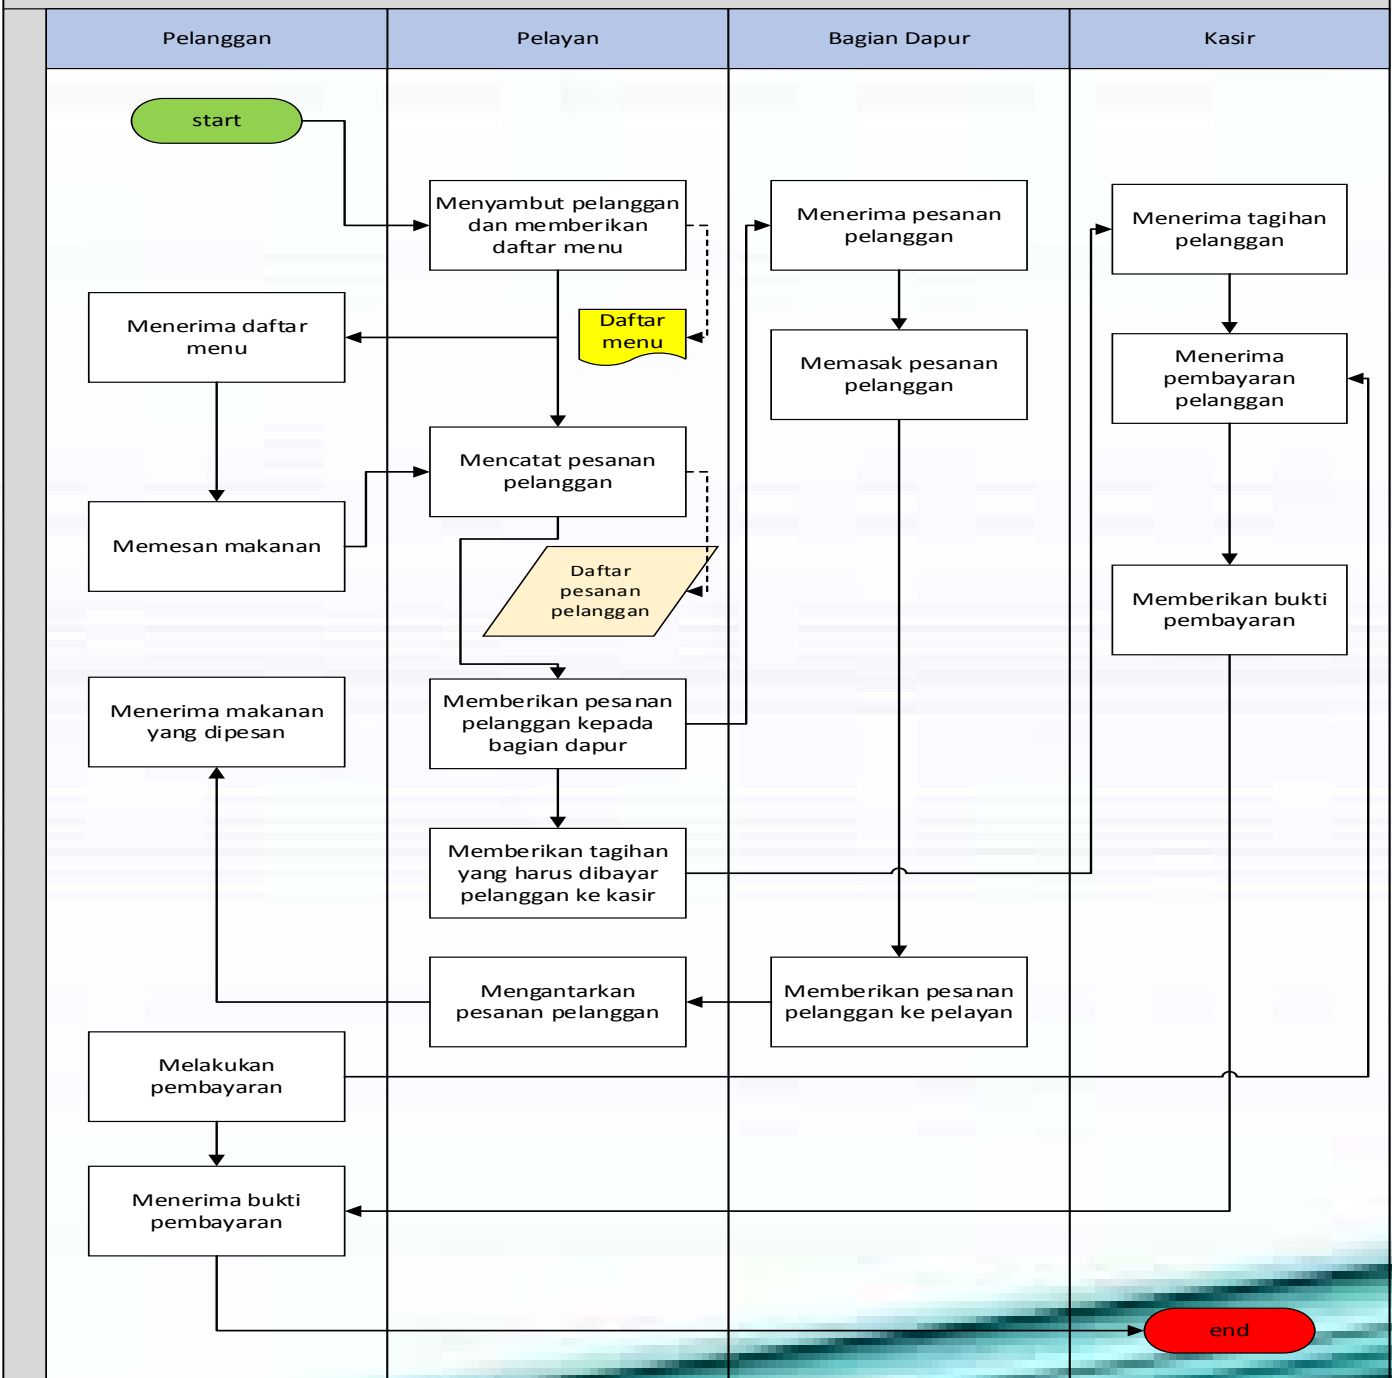 Pelanggan
Pelayan
Bagian Dapur
Kasir
start
Menyambut pelanggan
dan memberikan
daftar menu
Menerima pesanan
pelanggan
Menerima tagihan
pelanggan
Menerima daftar
menu
Daftar
menu
Memasak pesanan
pelanggan
Menerima
pembayaran
pelanggan
Mencatat pesanan
pelanggan
Memesan makanan
Daftar
pesanan
pelanggan
Memberikan bukti
pembayaran
Menerima makanan
yang dipesan
Memberikan pesanan
pelanggan kepada
bagian dapur
Memberikan tagihan
yang harus dibayar
pelanggan ke kasir
Mengantarkan
pesanan pelanggan
Memberikan pesanan
pelanggan ke pelayan
Melakukan
pembayaran
Menerima bukti
pembayaran
end